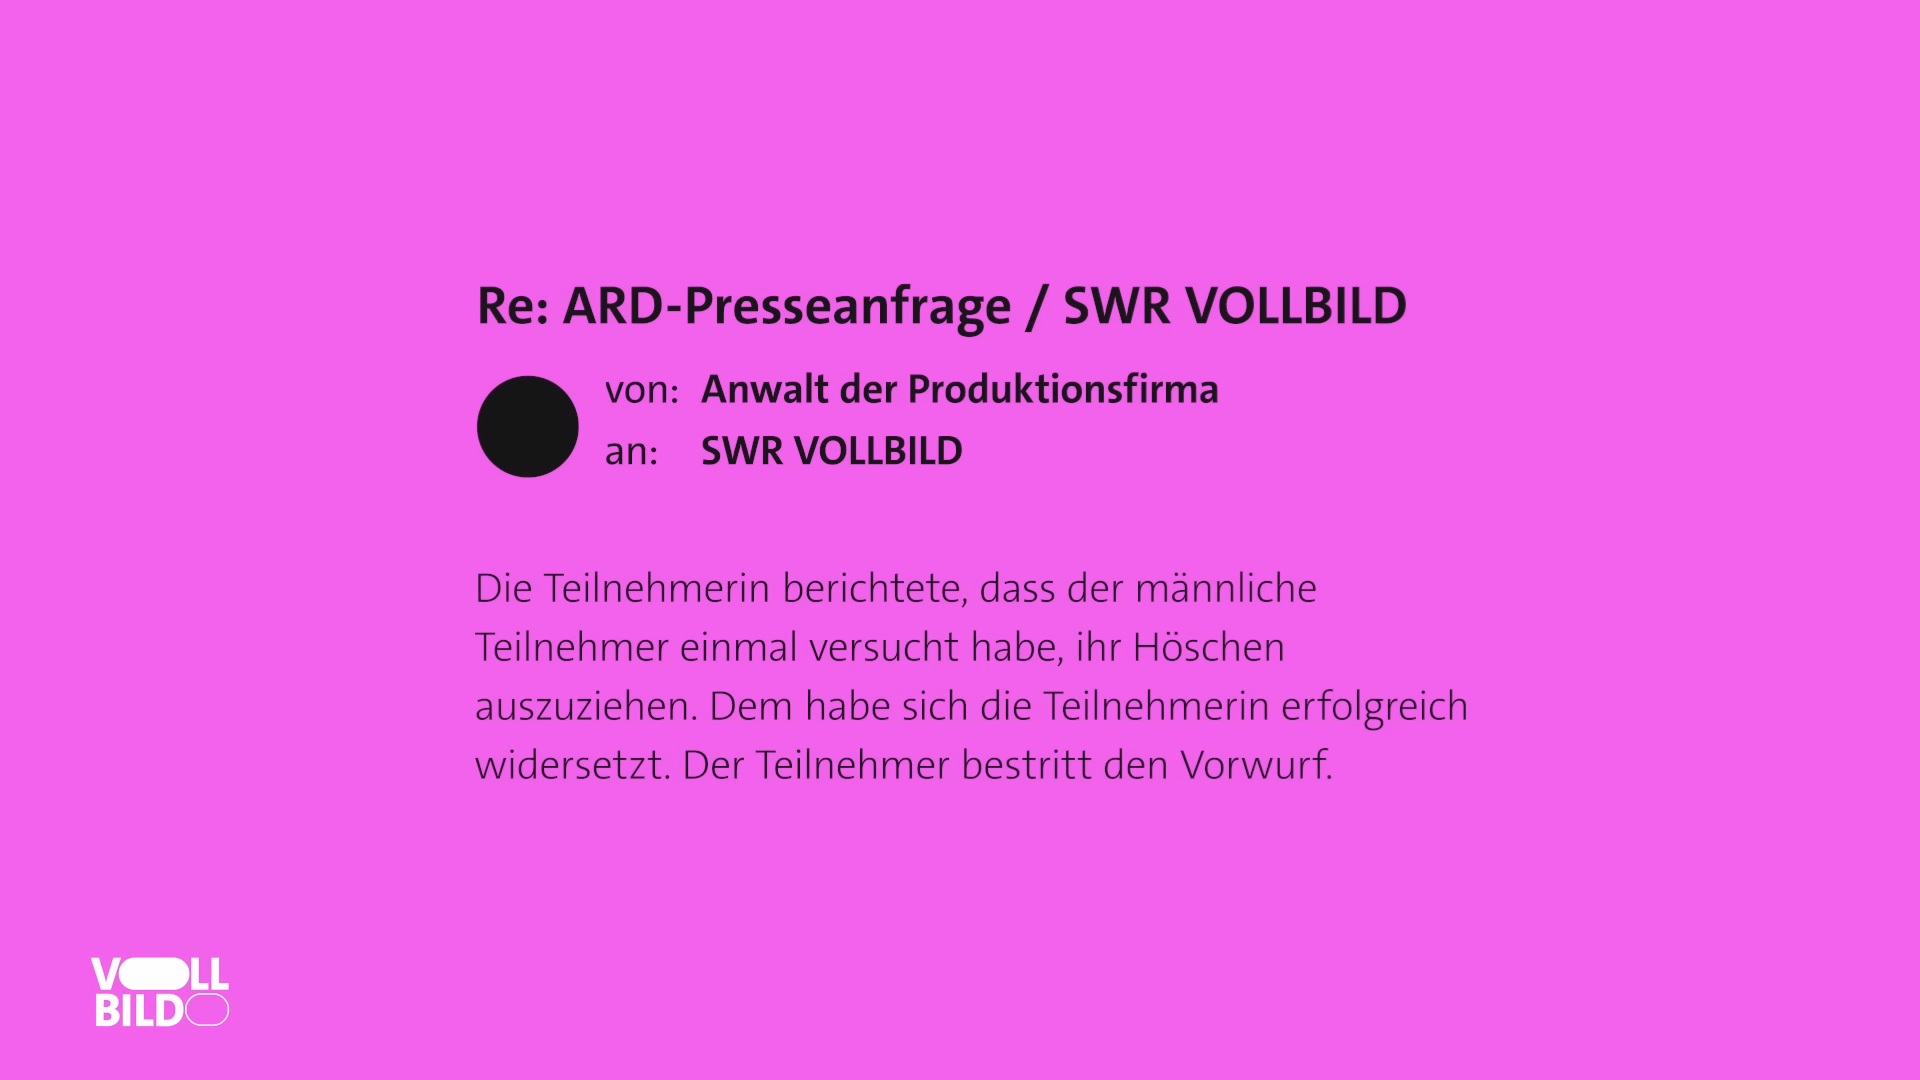 Re: ARD-Presseanfrage / SWR VOLLBILD
von: Anwalt der Produktionsfirma
an: SWR VOLLBILD
Die Teilnehmerin berichtete, dass der männliche
Teilnehmer einmal versucht habe, ihr Höschen
auszuziehen. Dem habe sich die Teilnehmerin erfolgreich
widersetzt. Der Teilnehmer bestritt den Vorwurf.
VOLL
BILD